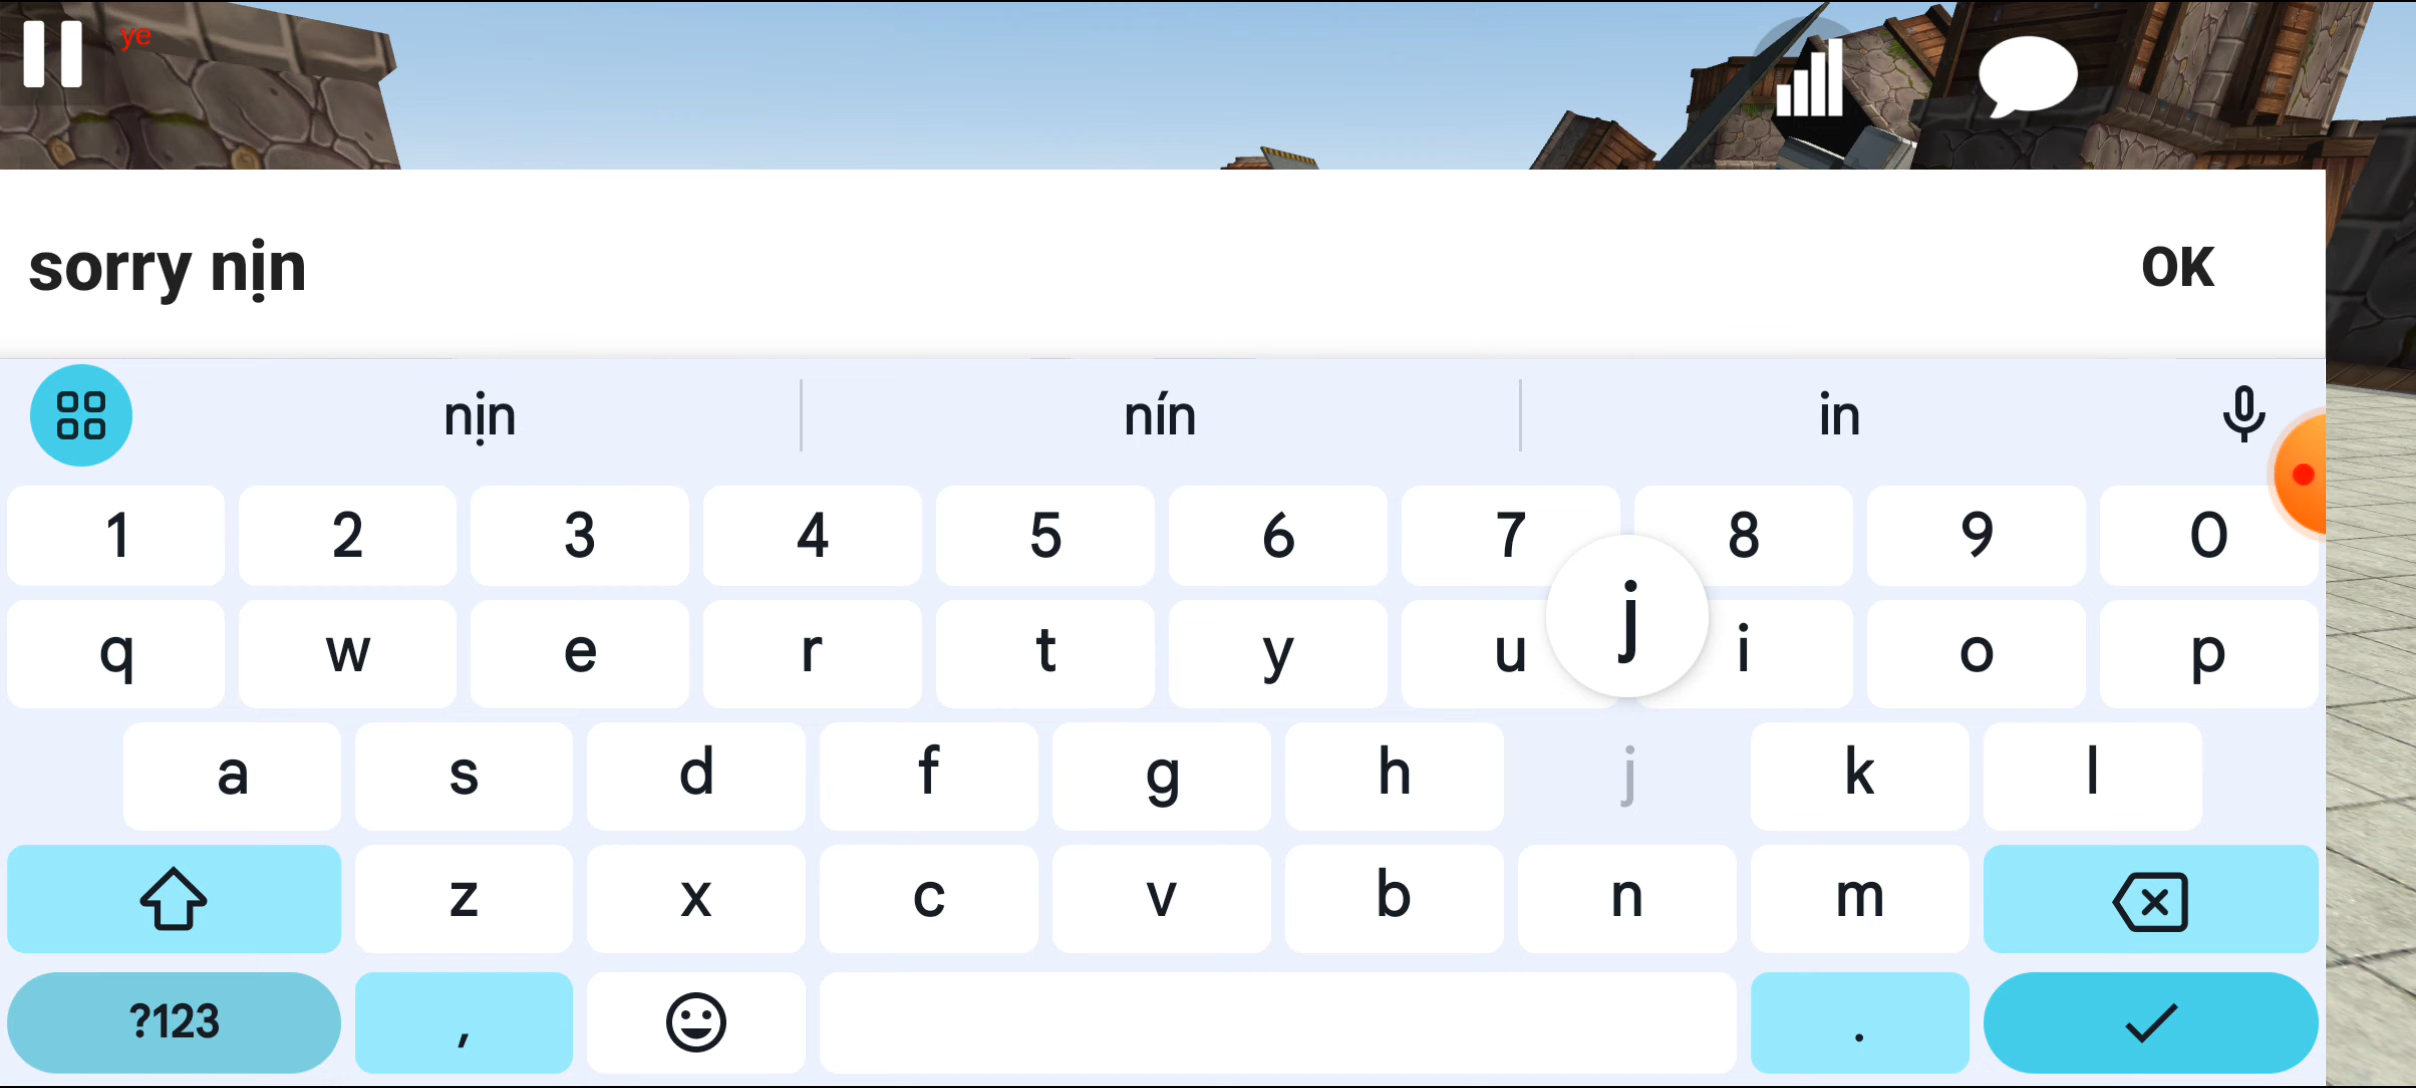 ye
sorry nịn
OK
nịn nín in
1 2 3 4 5 6 7 8 9 0
q w e r t y u j i o p
a s d f g h j k l
z x c v b n m
?123 , .